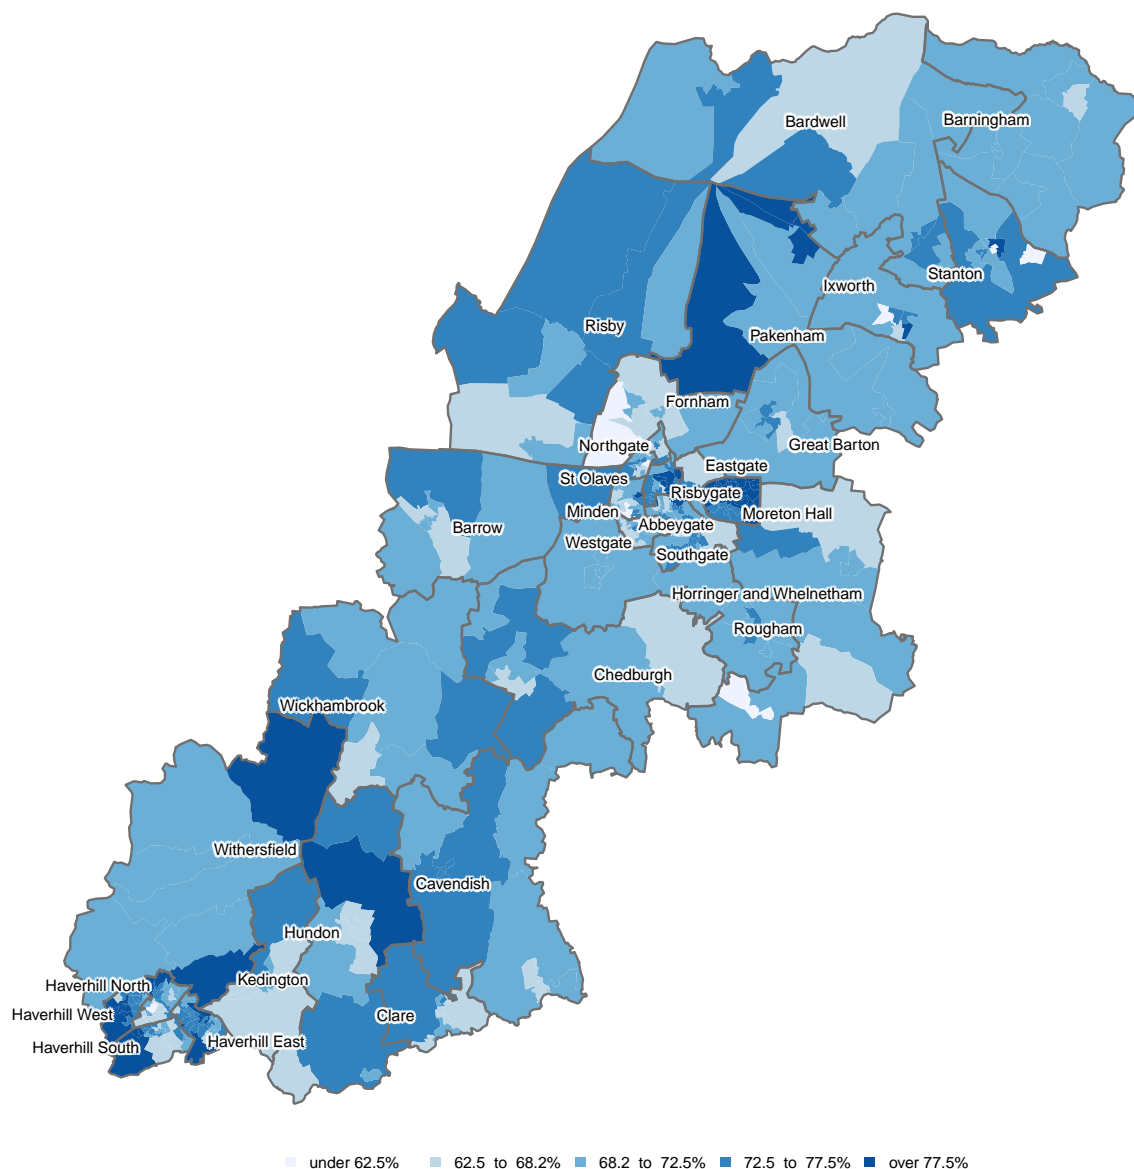 Bardwell
Barningham
Stanton
Ixworth
Risby
Pakenham
Fornham
Northgate
Great Barton
Eastgate
St Olaves
Risbygate
Minden
Moreton Hall
Abbeygate
Barrow
Westgate
Southgate
Horringer and Whelnetham
Rougham
Chedburgh
Wickhambrook
Withersfield
Cavendish
Hundon
Kedington
Haverhill North
Haverhill West
Clare
Haverhill East
Haverhill South
under 62.5% 62.5 to 68.2% 68.2 to 72.5% 72.5 to 77.5% over 77.5%